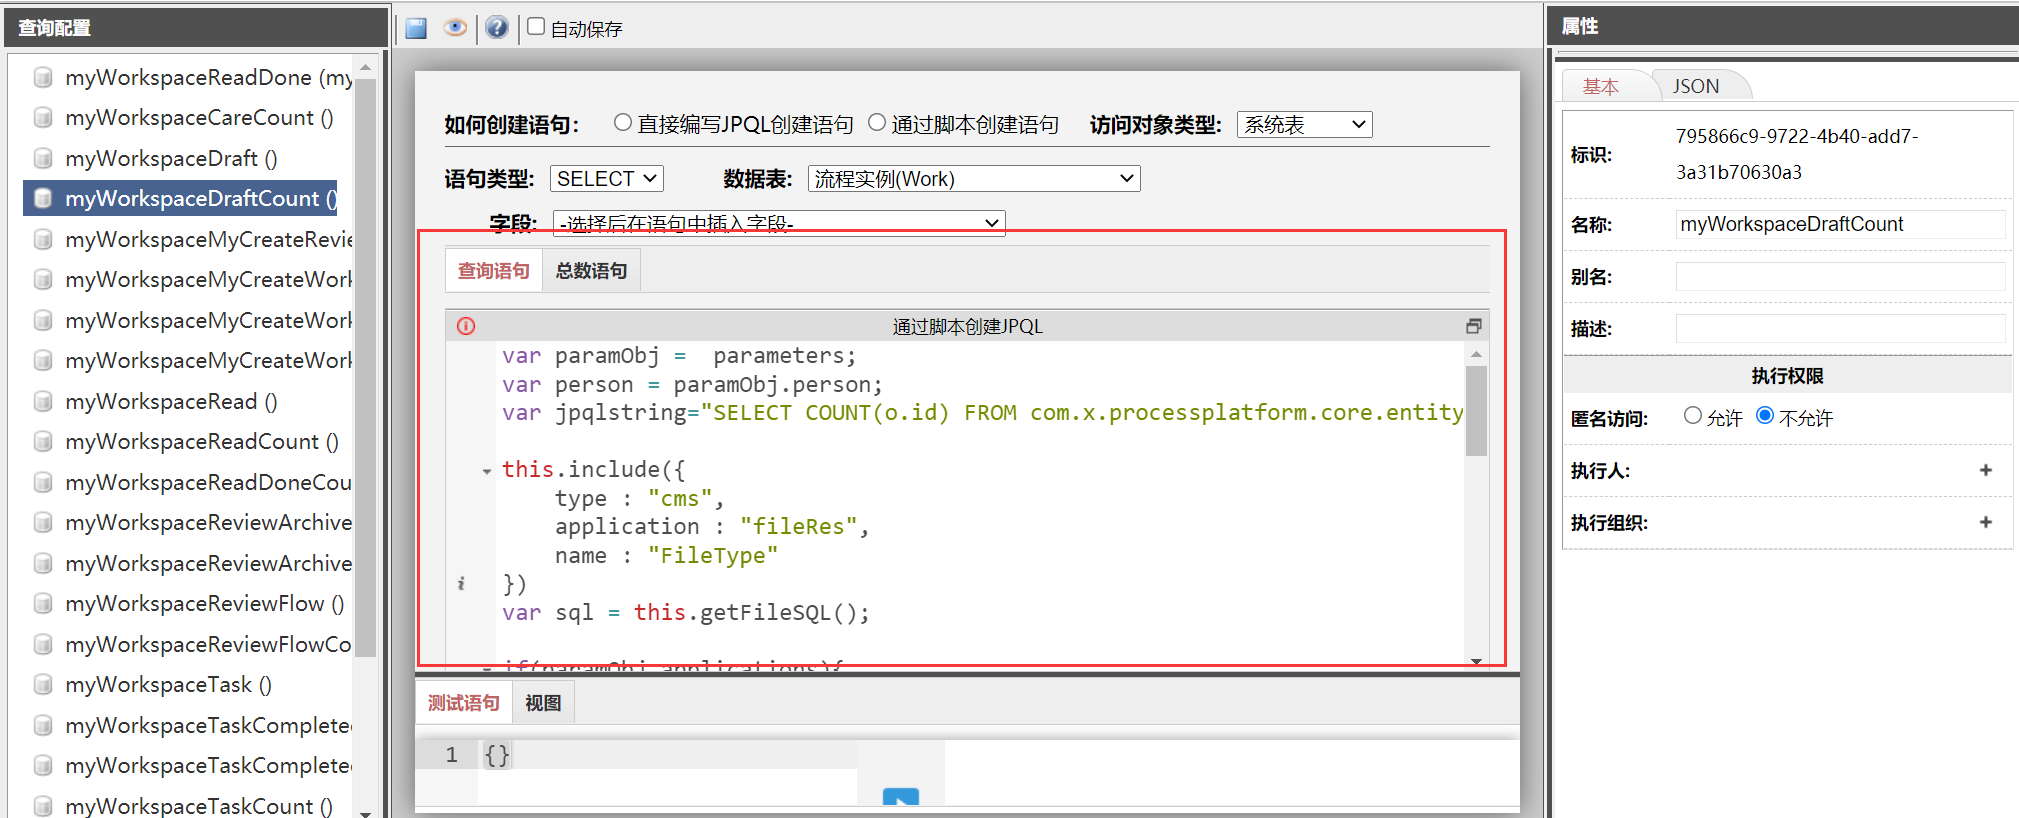 查询配置
myWorkspaceReadDone (my
myWorkspaceCareCount ()
myWorkspaceDraft ()
myWorkspaceDraftCount ()
myWorkspaceMyCreateRevie
myWorkspaceMyCreateWork
myWorkspaceMyCreateWork
myWorkspaceMyCreateWork
myWorkspaceRead ()
myWorkspaceReadCount ()
myWorkspaceReadDoneCou
myWorkspaceReviewArchive
myWorkspaceReviewArchive
myWorkspaceReviewFlow ()
myWorkspaceReviewFlowCo
myWorkspaceTask ()
myWorkspaceTaskComplete
myWorkspaceTaskComplete
myWorkspaceTaskCount ()
自动保存
如何创建语句: 直接编写JPQL创建语句 通过脚本创建语句 访问对象类型: 系统表
语句类型: SELECT 数据表: 流程实例(Work)
字段: -选择后在语句中插入字段-
查询语句 总数语句
通过脚本创建JPQL
var paramObj =  parameters;
var person = paramObj.person;
var jpqlstring="SELECT COUNT(o.id) FROM com.x.processplatform.core.entity
this.include({
type : "cms",
application : "fileRes",
name : "FileType"
})
var sql = this.getFileSQL();
if(paramObj.applications){
测试语句 视图
1 {}
属性
基本 JSON
标识: 795866c9-9722-4b40-add7-
3a31b70630a3
名称: myWorkspaceDraftCount
别名:
描述:
执行权限
匿名访问: 允许 不允许
执行人: +
执行组织: +